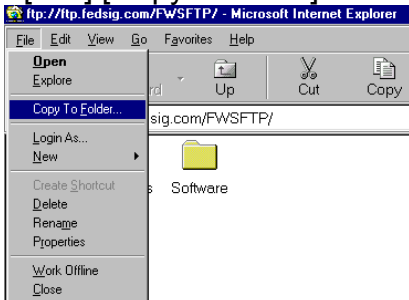 ftp://ftp.fedsig.com/FWSFTP/ - Microsoft Internet Explorer
File Edit View Go Favorites Help
Open
Explore
Copy To Folder...
Login As...
New
Create Shortcut
Delete
Rename
Properties
Work Offline
Close
Up Cut Copy
sig.com/FWSFTP/
Software